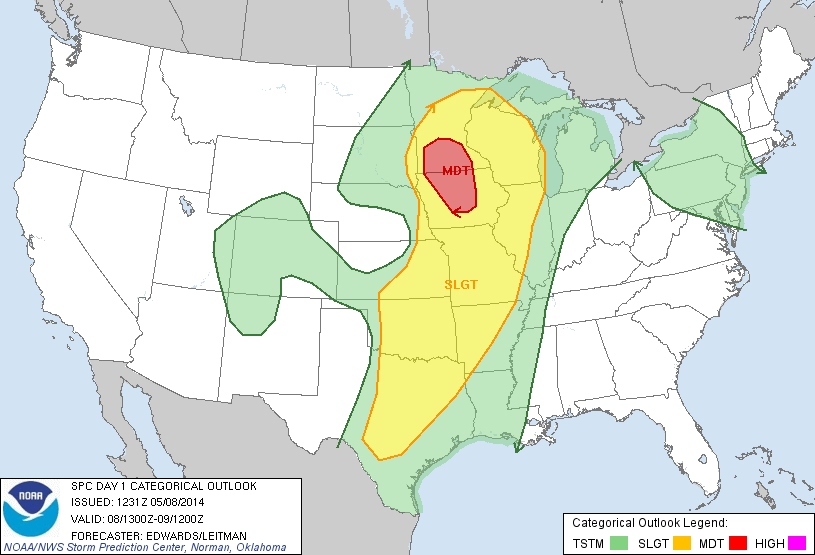 MDT
SLGT
NOAA
SPC DAY 1 CATEGORICAL OUTLOOK
ISSUED: 1231Z 05/08/2014
VALID: 08/1300Z-09/1200Z
FORECASTER: EDWARDS/LEITMAN
NOAA/NWS Storm Prediction Center, Norman, Oklahoma
Categorical Outlook Legend:
TSTM SLGT MDT HIGH